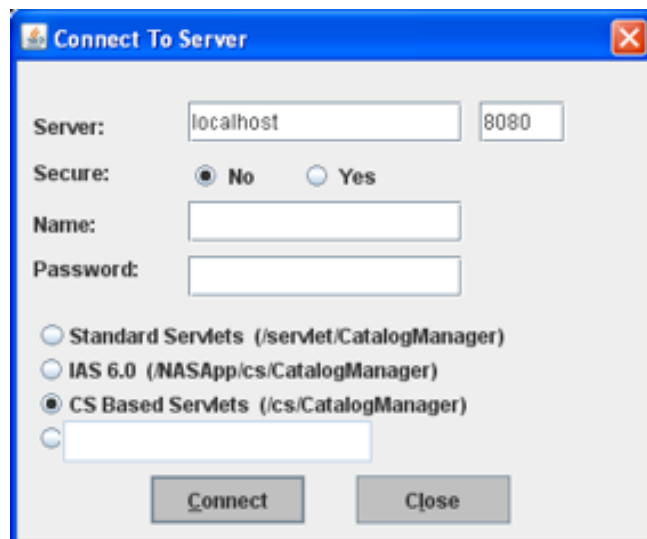 Connect To Server
Server: localhost 8080
Secure: No Yes
Name:
Password:
Standard Servlets (/servlet/CatalogManager)
IAS 6.0 (/NASApp/cs/CatalogManager)
CS Based Servlets (/cs/CatalogManager)
Connect Close